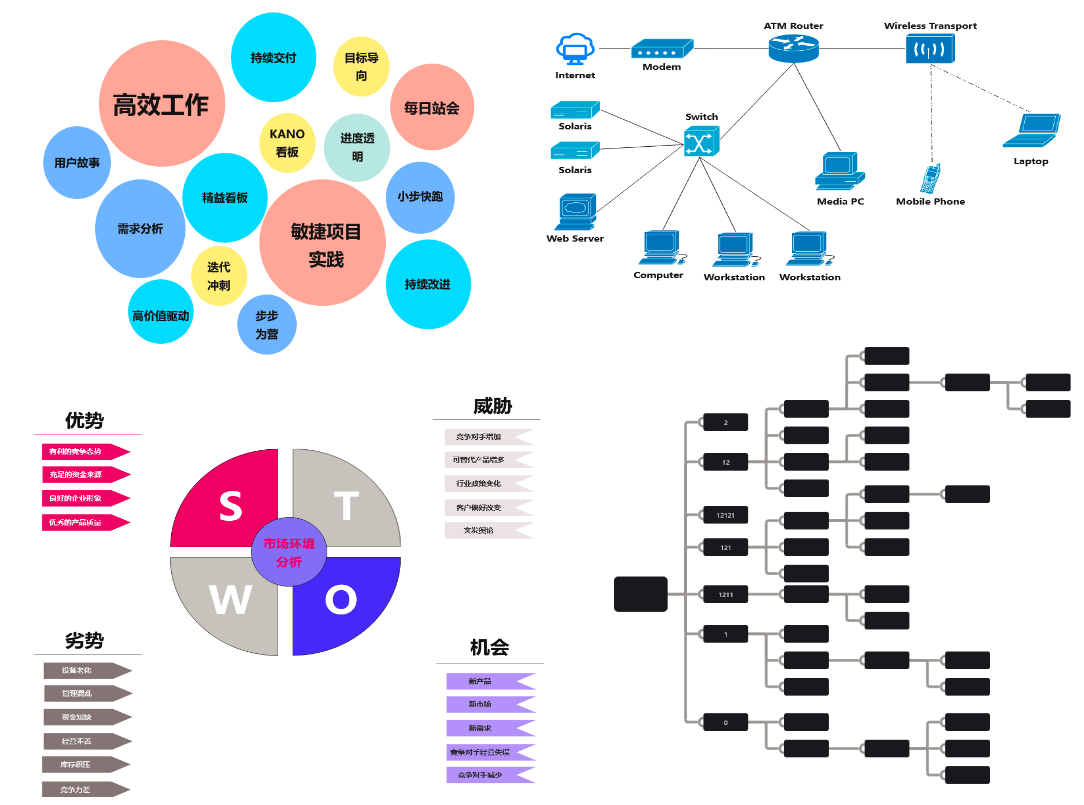 持续交付
目标导
向
高效工作
每日站会
KANO
看板
进度透
明
用户故事
精益看板
小步快跑
需求分析
敏捷项目
实践
迭代
冲刺
持续改进
高价值驱动
步步
为营
ATM Router
Wireless Transport
Internet
Modem
Solaris
Switch
Solaris
Laptop
Media PC
Mobile Phone
Web Server
Computer
Workstation
Workstation
优势
有利的竞争态势
充足的资金来源
良好的企业形象
优秀的产品质量
威胁
竞争对手增加
可替代产品增多
行业政策变化
客户偏好改变
突发舆论
S
T
市场环境
分析
W
O
劣势
设备老化
管理混乱
资金短缺
经营不善
库存积压
竞争力差
机会
新产品
新市场
新需求
竞争对手经营失误
竞争对手减少
2
12
12121
121
1211
1
0